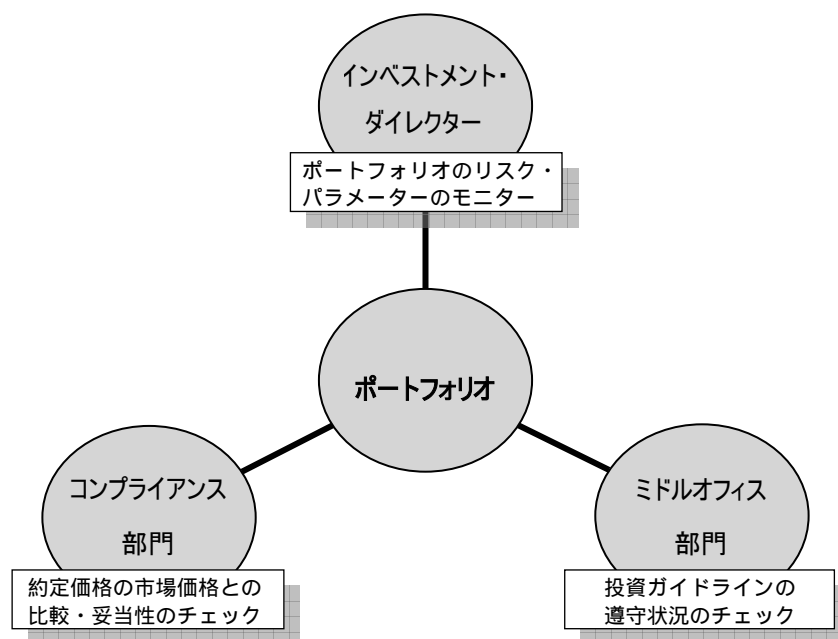 インベストメント・
ダイレクター
ポートフォリオのリスク・
パラメーターのモニター
ポートフォリオ
コンプライアンス
部門
約定価格の市場価格との
比較・妥当性のチェック
ミドルオフィス
部門
投資ガイドラインの
遵守状況のチェック